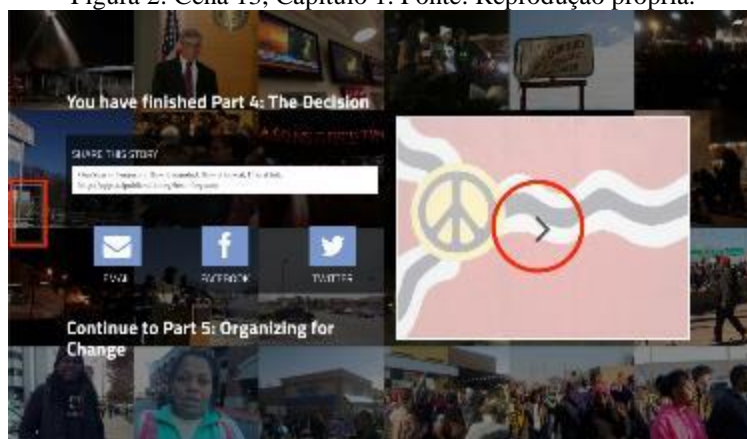 Figura 2: Cena 13, Capítulo 1. Fonte: Reprodução própria.
You have finished Part 4: The Decision
SHARE THIS STORY
EMAIL
FACEBOOK
TWITTER
Continue to Part 5: Organizing for
Change